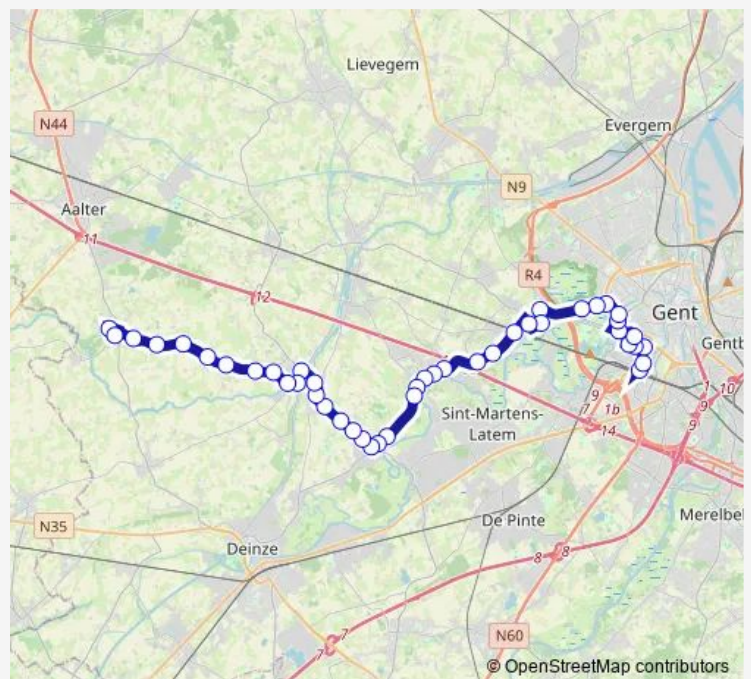 Lievegem
N44
Evergem
N9
Aalter
11
R4
12
Gent
Gentb
1
10
9
9
7
1b
9
14
Sint-Martens-
Latem
N35
De Pinte
Merelbel
Deinze
8
8
7
7
N60
© OpenStreetMap contributors